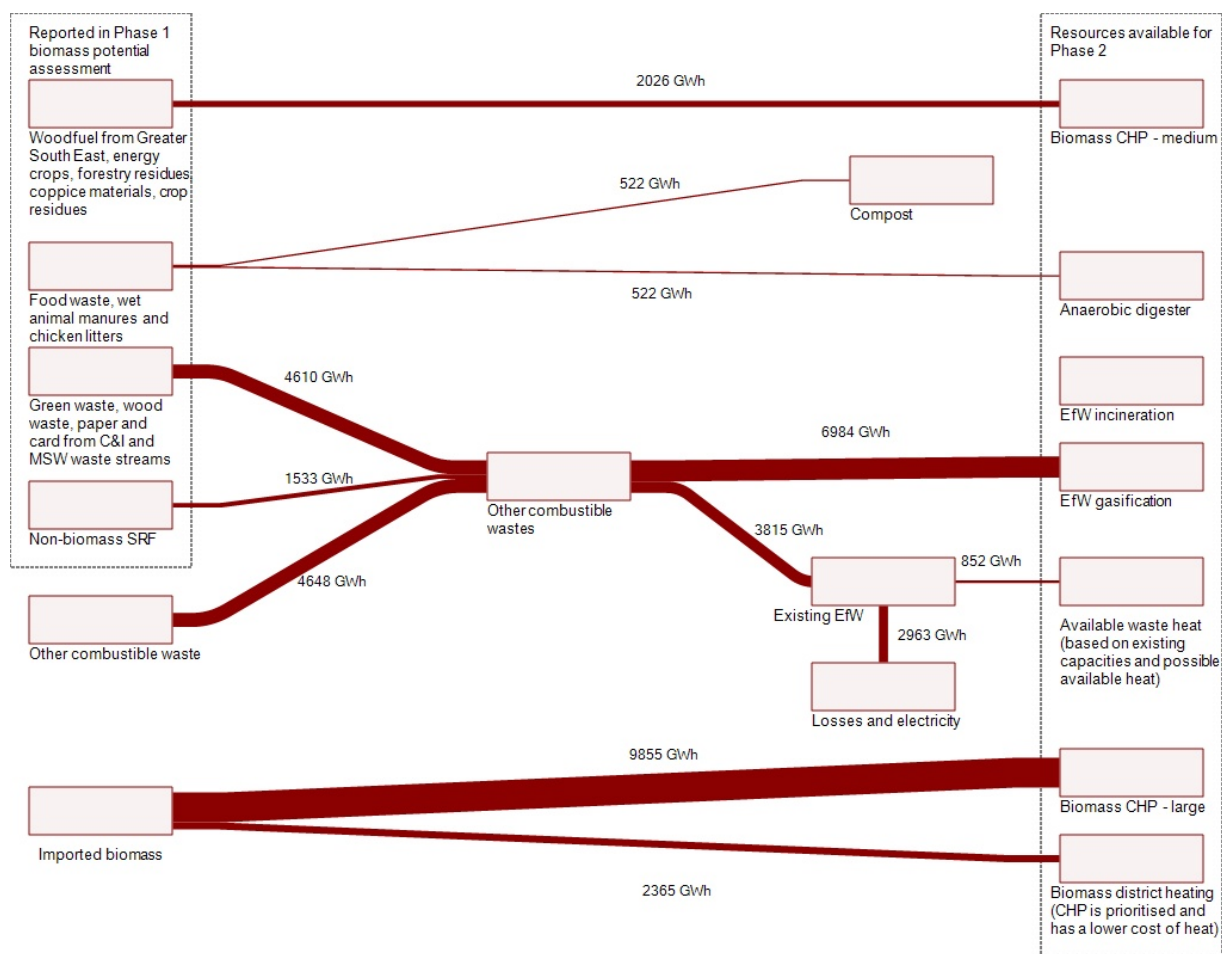 Reported in Phase 1
biomass potential
assessment
Resources available for
Phase 2
2026 GWh
Woodfuel from Greater
South East, energy
crops, forestry residues,
coppice materials, crop
residues
Biomass CHP - medium
522 GWh
Compost
522 GWh
Food waste, wet
animal manures and
chicken litters
Anaerobic digester
4610 GWh
Green waste, wood
waste, paper and
card from C&I and
MSW waste streams
EfW incineration
6984 GWh
1533 GWh
Other combustible
wastes
EfW gasification
Non-biomass SRF
3815 GWh
4648 GWh
852 GWh
Existing EfW
Other combustible waste
Available waste heat
(based on existing
capacities and possible
available heat)
2963 GWh
Losses and electricity
9855 GWh
Biomass CHP - large
Imported biomass
2365 GWh
Biomass district heating
(CHP is prioritised and
has a lower cost of heat)